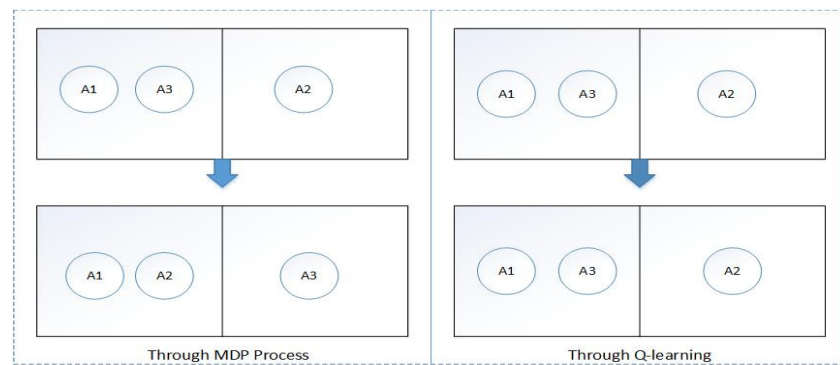 A1 A3 A2
A1 A2 A3
Through MDP Process
A1 A3 A2
A1 A3 A2
Through Q-learning